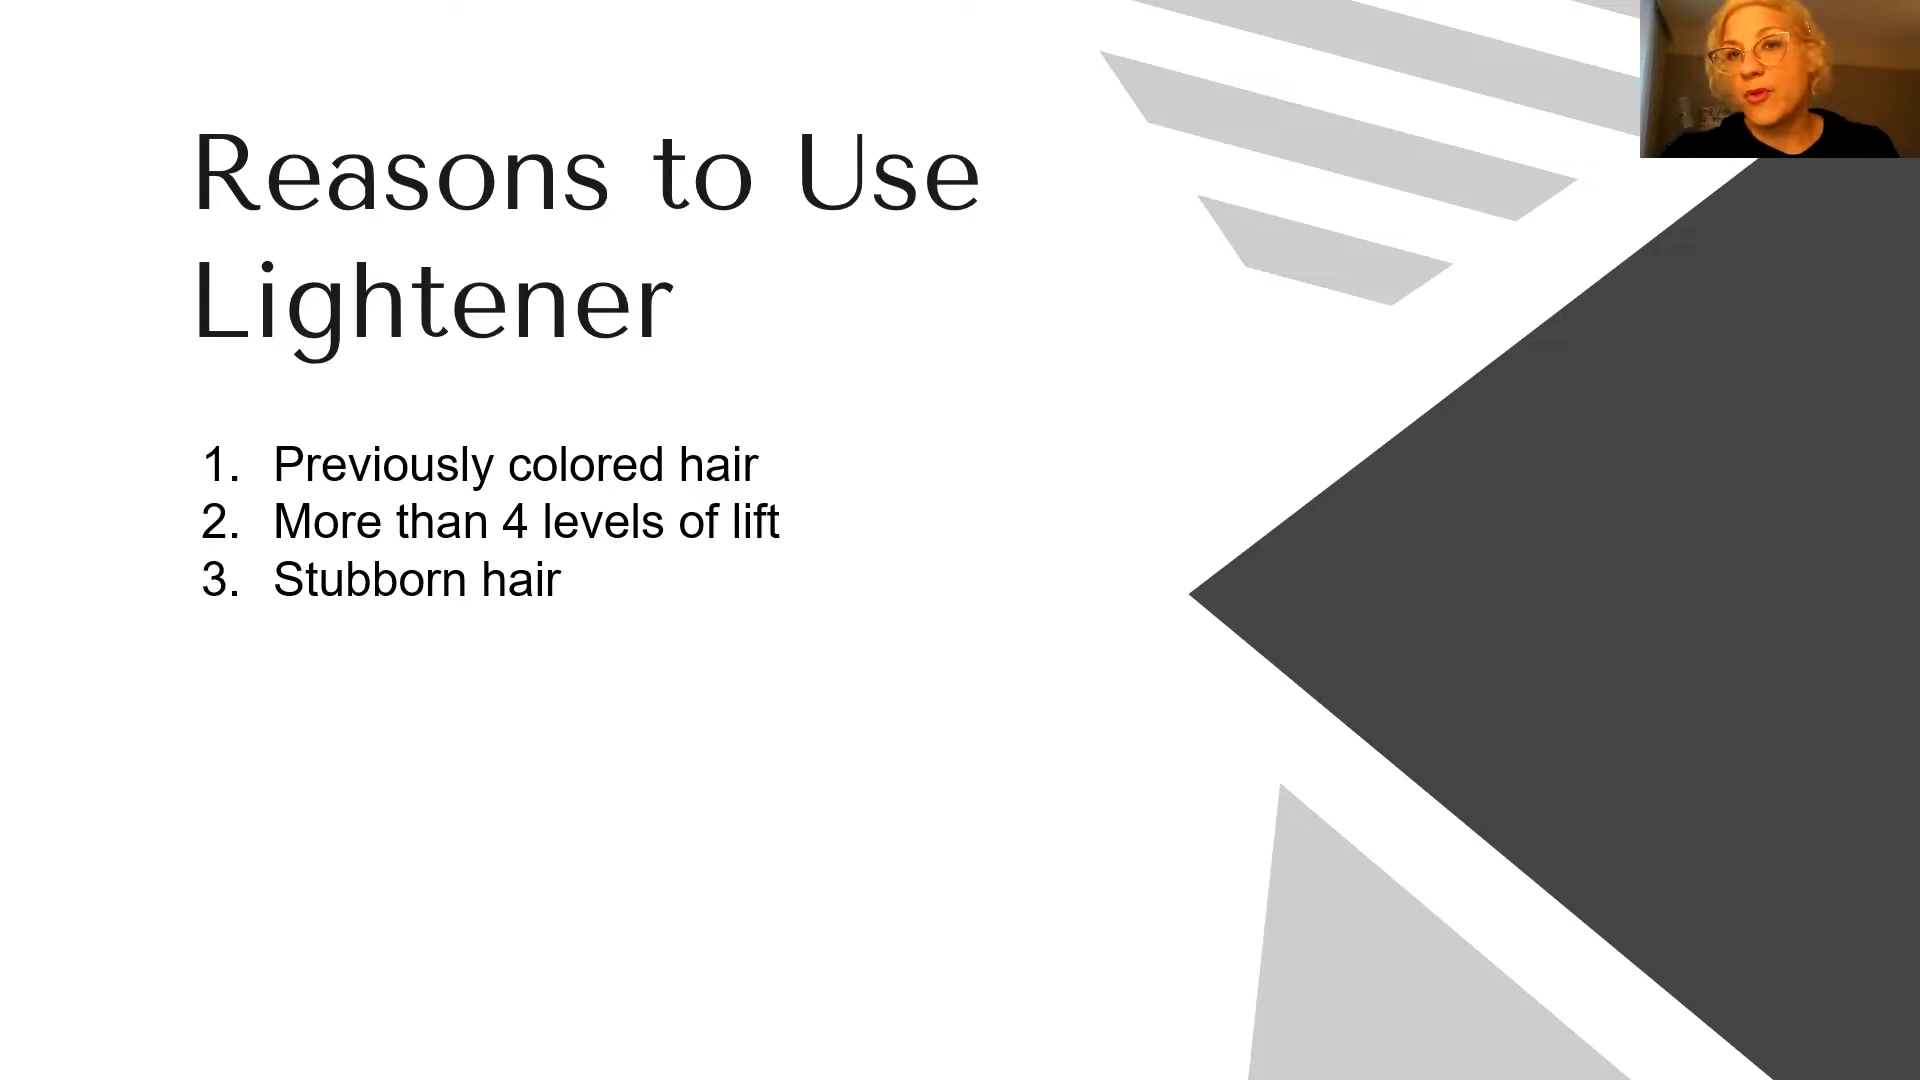 Reasons to Use
Lightener
1. Previously colored hair
2. More than 4 levels of lift
3. Stubborn hair